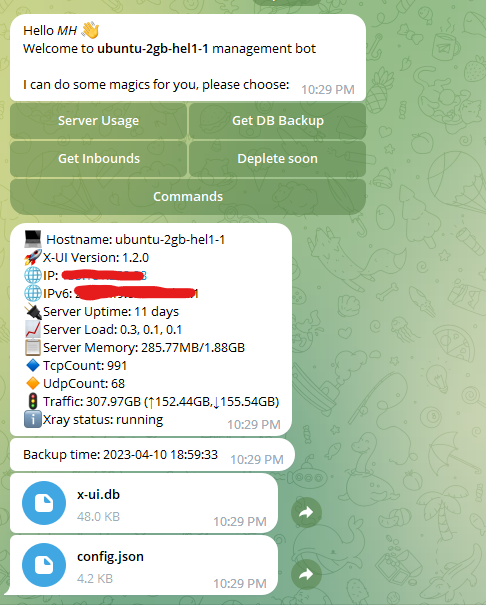 Hello MH 👋
Welcome to ubuntu-2gb-hel1-1 management bot
I can do some magics for you, please choose:
10:29 PM
Server Usage
Get DB Backup
Get Inbounds
Deplete soon
Commands
💻 Hostname: ubuntu-2gb-hel1-1
🚀X-UI Version: 1.2.0
🌐IP:
🌐IPv6:
🔌Server Uptime: 11 days
📈Server Load: 0.3, 0.1, 0.1
📋Server Memory: 285.77MB/1.88GB
🔹TcpCount: 991
🔸UdpCount: 68
🚦Traffic: 307.97GB (↑152.44GB,↓155.54GB)
ℹ️Xray status: running
10:29 PM
Backup time: 2023-04-10 18:59:33
10:29 PM
x-ui.db
48.0 KB
10:29 PM
config.json
4.2 KB
10:29 PM